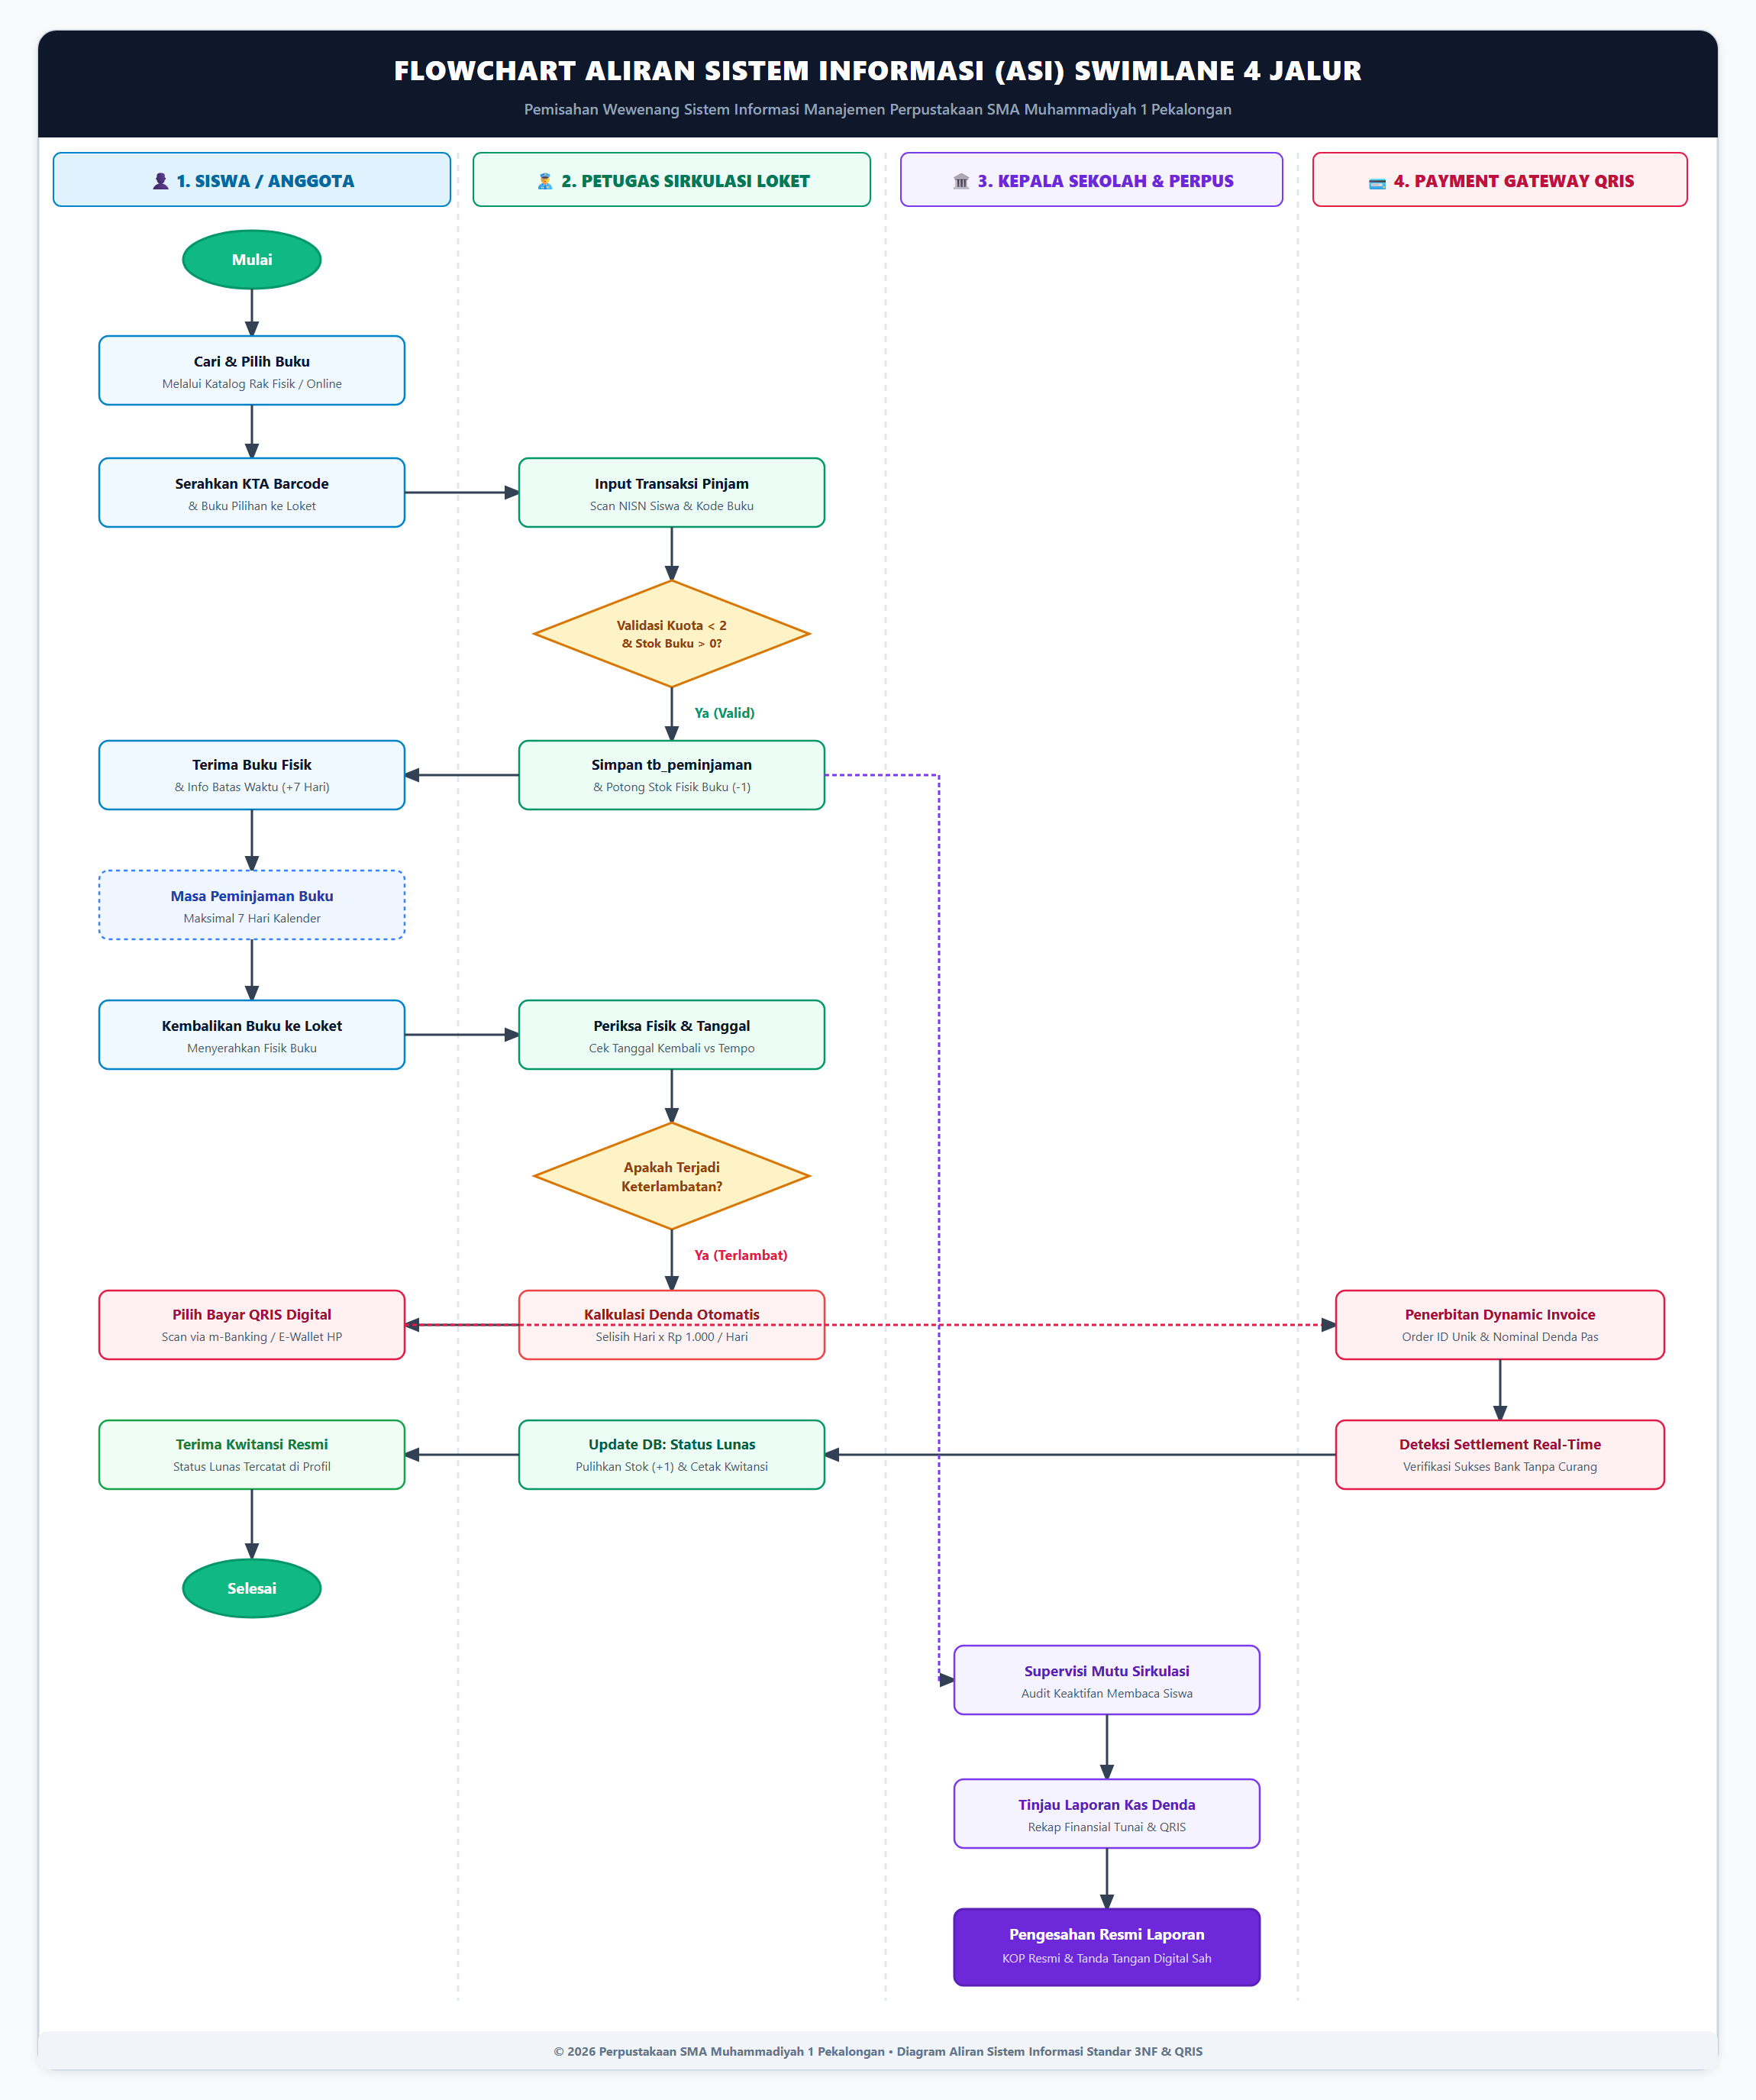 FLOWCHART ALIRAN SISTEM INFORMASI (ASI) SWIMLANE 4 JALUR
Pemisahan Wewenang Sistem Informasi Manajemen Perpustakaan SMA Muhammadiyah 1 Pekalongan
1. SISWA / ANGGOTA
2. PETUGAS SIRKULASI LOKET
3. KEPALA SEKOLAH & PERPUS
4. PAYMENT GATEWAY QRIS
Mulai
Cari & Pilih Buku
Melalui Katalog Rak Fisik / Online
Serahkan KTA Barcode
& Buku Pilihan ke Loket
Input Transaksi Pinjam
Scan NISN Siswa & Kode Buku
Validasi Kuota < 2
& Stok Buku > 0?
Ya (Valid)
Terima Buku Fisik
& Info Batas Waktu (+7 Hari)
Simpan tb_peminjaman
& Potong Stok Fisik Buku (-1)
Masa Peminjaman Buku
Maksimal 7 Hari Kalender
Kembalikan Buku ke Loket
Menyerahkan Fisik Buku
Periksa Fisik & Tanggal
Cek Tanggal Kembali vs Tempo
Apakah Terjadi
Keterlambatan?
Ya (Terlambat)
Pilih Bayar QRIS Digital
Scan via m-Banking / E-Wallet HP
Kalkulasi Denda Otomatis
Selisih Hari x Rp 1.000 / Hari
Penerbitan Dynamic Invoice
Order ID Unik & Nominal Denda Pas
Terima Kwitansi Resmi
Status Lunas Tercatat di Profil
Update DB: Status Lunas
Pulihkan Stok (+1) & Cetak Kwitansi
Deteksi Settlement Real-Time
Verifikasi Sukses Bank Tanpa Curang
Selesai
Supervisi Mutu Sirkulasi
Audit Keaktifan Membaca Siswa
Tinjau Laporan Kas Denda
Rekap Finansial Tunai & QRIS
Pengesahan Resmi Laporan
KOP Resmi & Tanda Tangan Digital Sah
© 2026 Perpustakaan SMA Muhammadiyah 1 Pekalongan • Diagram Aliran Sistem Informasi Standar 3NF & QRIS